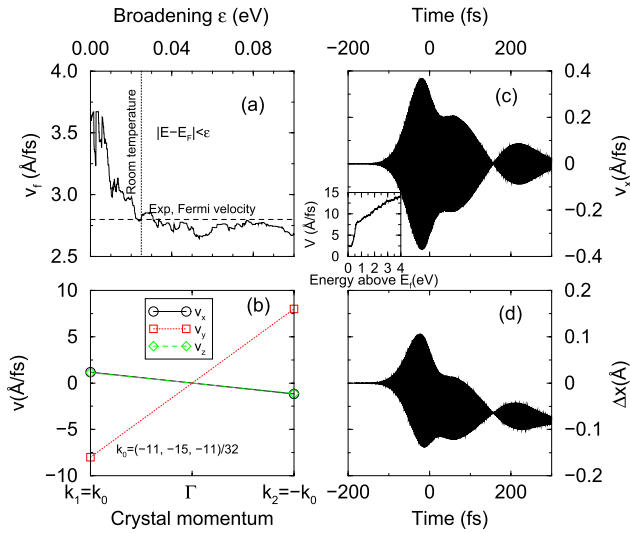 Broadening ε (eV)
0.00 0.04 0.08
4.0
3.5
3.0
2.5
v_f (Å/fs)
(a)
Room temperature
|E−E_F|<ε
Exp, Fermi velocity
Time (fs)
−200 0 200
0.4
0.2
0
−0.2
−0.4
v_x(Å/fs)
(c)
15
10
5
0
V (Å/fs)
0 1 2 3 4
Energy above E_f(eV)
10
5
0
−5
−10
v(Å/fs)
(b)
v_x
v_y
v_z
k_0=(−11, −15, −11)/32
k_1=k_0 Γ k_2=−k_0
Crystal momentum
0.2
0.1
0
−0.1
−0.2
Δx(Å)
(d)
−200 0 200
Time (fs)